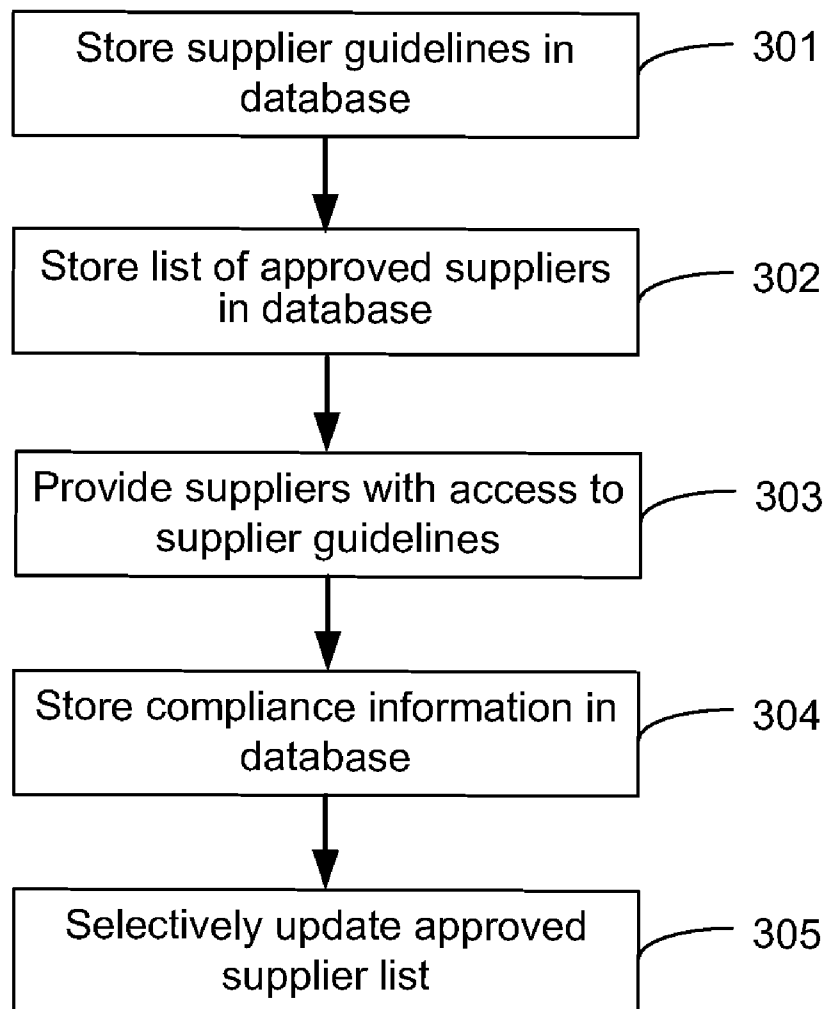 Store supplier guidelines in
database
301
Store list of approved suppliers
in database
302
Provide suppliers with access to
supplier guidelines
303
Store compliance information in
database
304
Selectively update approved
supplier list
305